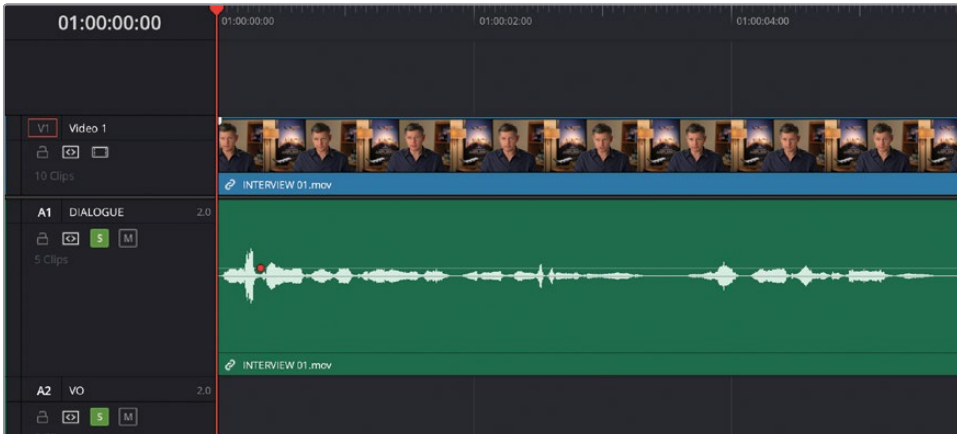 01:00:00:00
01:00:00:00 01:00:02:00 01:00:04:00
V1 Video 1
10 Clips
INTERVIEW 01.mov
A1 DIALOGUE 2.0
S M
5 Clips
INTERVIEW 01.mov
A2 VO 2.0
S M